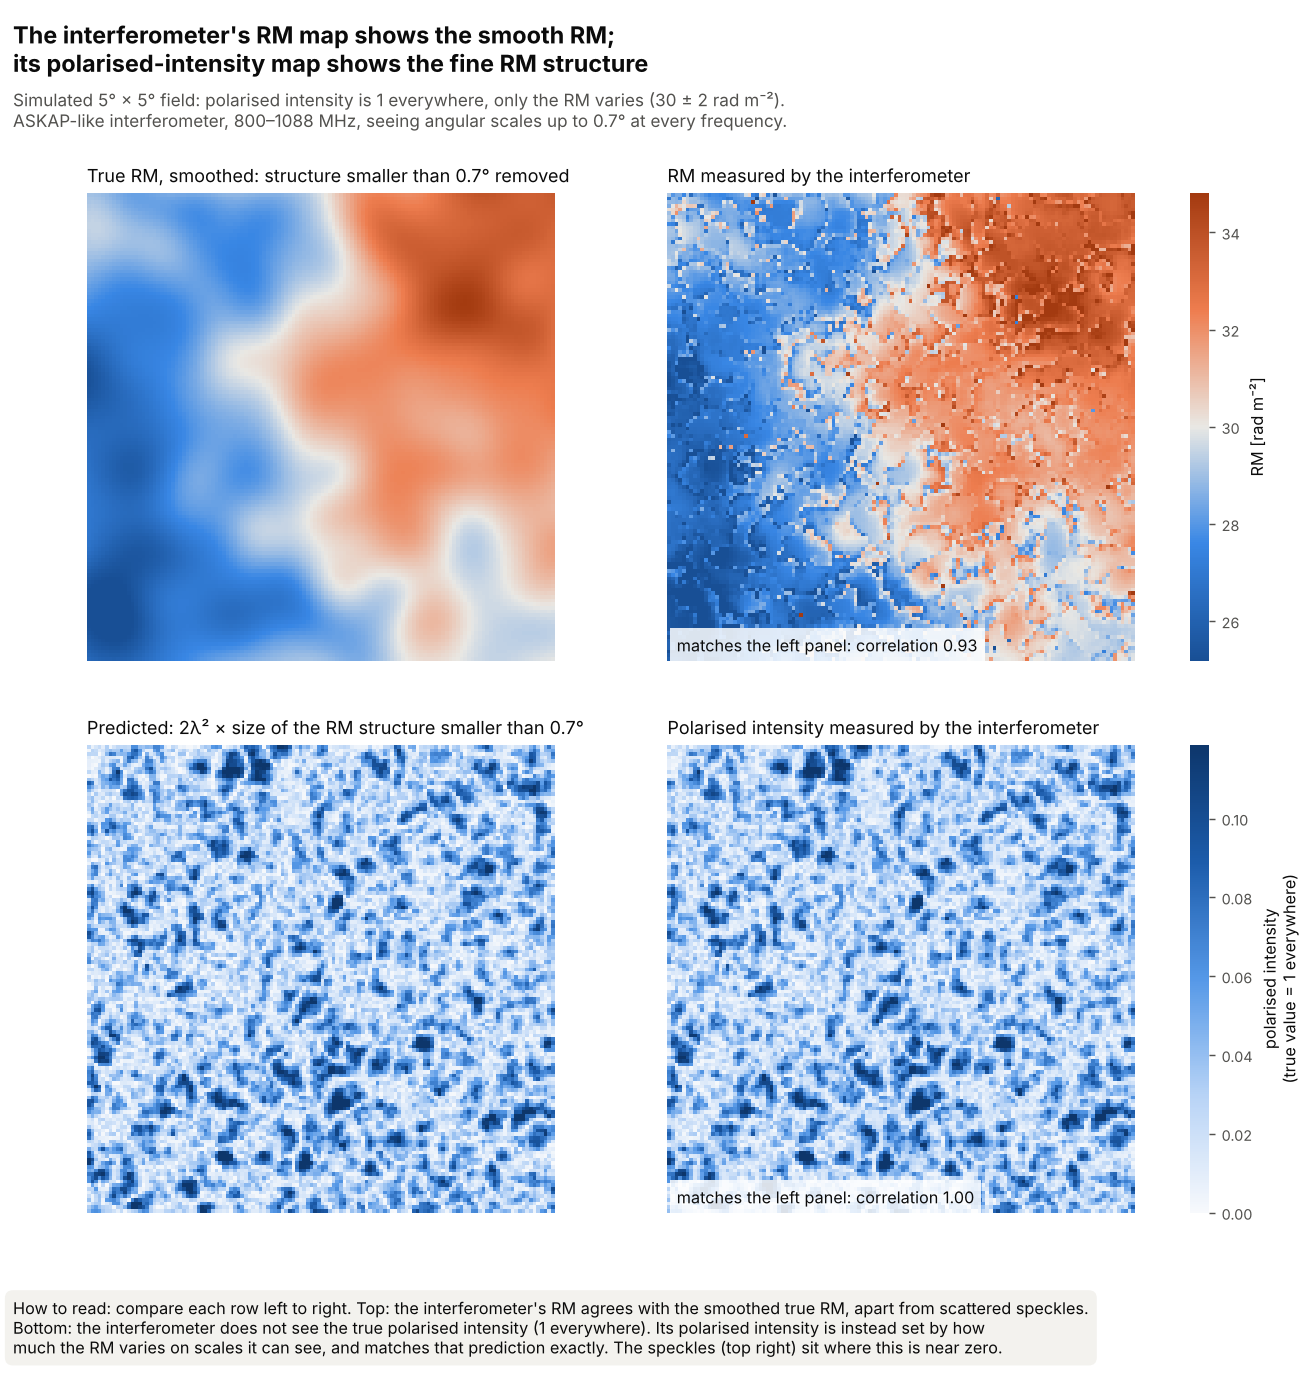 The interferometer's RM map shows the smooth RM;
its polarised-intensity map shows the fine RM structure
Simulated 5° × 5° field: polarised intensity is 1 everywhere, only the RM varies (30 ± 2 rad m⁻²).
ASKAP-like interferometer, 800–1088 MHz, seeing angular scales up to 0.7° at every frequency.
True RM, smoothed: structure smaller than 0.7° removed
RM measured by the interferometer
34
32
30
28
26
RM [rad m⁻²]
matches the left panel: correlation 0.93
Predicted: 2λ² × size of the RM structure smaller than 0.7°
Polarised intensity measured by the interferometer
0.10
0.08
0.06
0.04
0.02
0.00
polarised intensity
(true value = 1 everywhere)
matches the left panel: correlation 1.00
How to read: compare each row left to right. Top: the interferometer's RM agrees with the smoothed true RM, apart from scattered speckles.
Bottom: the interferometer does not see the true polarised intensity (1 everywhere). Its polarised intensity is instead set by how
much the RM varies on scales it can see, and matches that prediction exactly. The speckles (top right) sit where this is near zero.